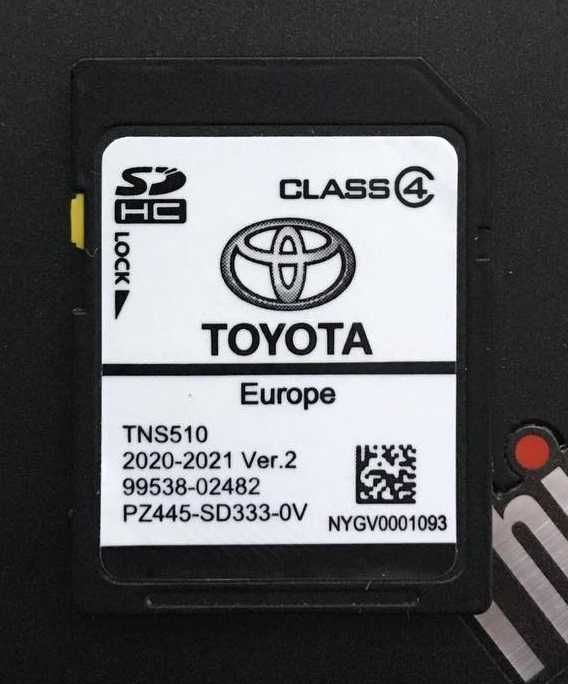 SD
HC
CLASS 4
LOCK
TOYOTA
Europe
TNS510
2020-2021 Ver.2
99538-02482
PZ445-SD333-0V
NYGV0001093